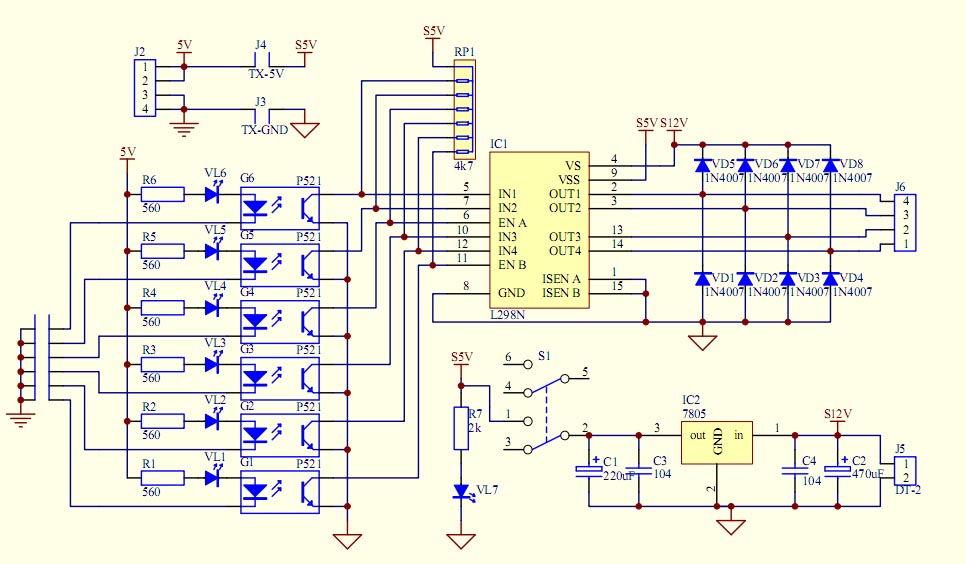 J2
1
2
3
4
5V
J4
TX-5V
S5V
J3
TX-GND
S5V
RP1
4k7
5V
R6
560
VL6
G6
P521
R5
560
VL5
G5
P521
R4
560
VL4
G4
P521
R3
560
VL3
G3
P521
R2
560
VL2
G2
P521
R1
560
VL1
G1
P521
IC1
5 IN1
7 IN2
6 EN A
10 IN3
12 IN4
11 EN B
8 GND
VS 4
VSS 9
OUT1 2
OUT2 3
OUT3 13
OUT4 14
ISEN A 1
ISEN B 15
L298N
S5V S12V
VD5 VD6 VD7 VD8
1N4007 1N4007 1N4007 1N4007
VD1 VD2 VD3 VD4
1N4007 1N4007 1N4007 1N4007
J6
4
3
2
1
S5V
R7
2k
VL7
S1
6
5
4
1
3
2
C1
220uF
C3
104
IC2
7805
3 out
GND
in 1
2
C4
104
S12V
C2
470uF
J5
1
2
DT-2